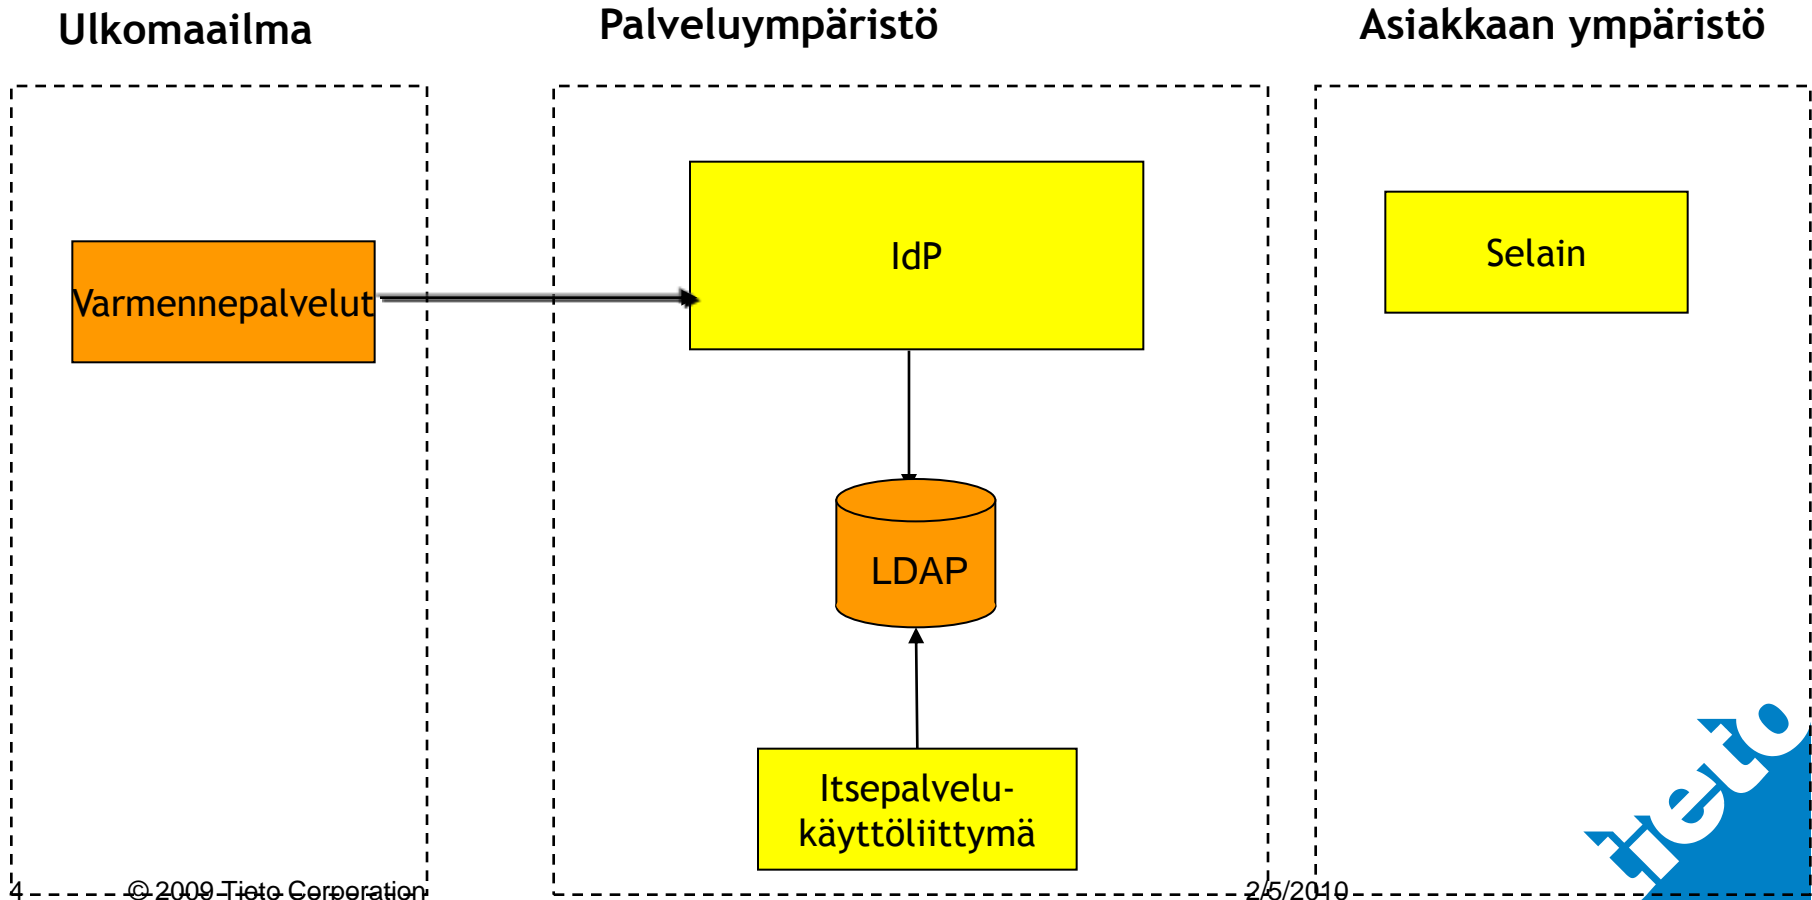 Ulkomaailma
Palveluympäristö
Asiakkaan ympäristö
Varmennepalvelut
IdP
Selain
LDAP
Itsepalvelu-
käyttöliittymä
tieto
4
© 2009 Tieto Corporation
2/5/2010